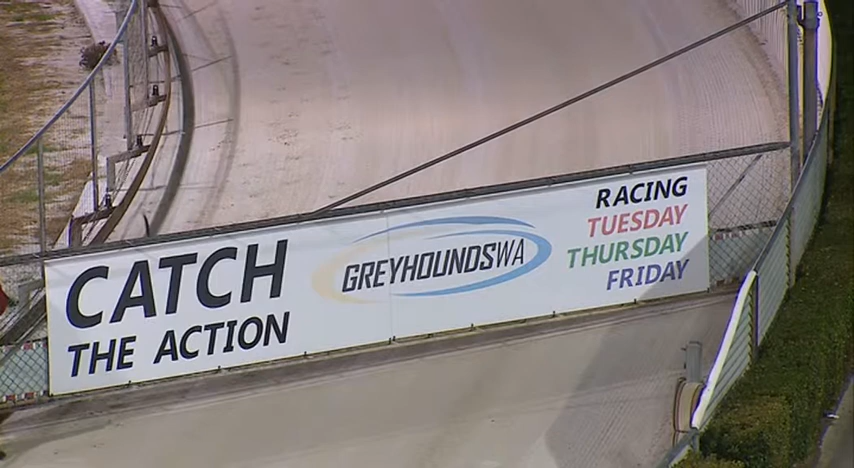 CATCH
THE ACTION
GREYHOUNDSWA
RACING
TUESDAY
THURSDAY
FRIDAY